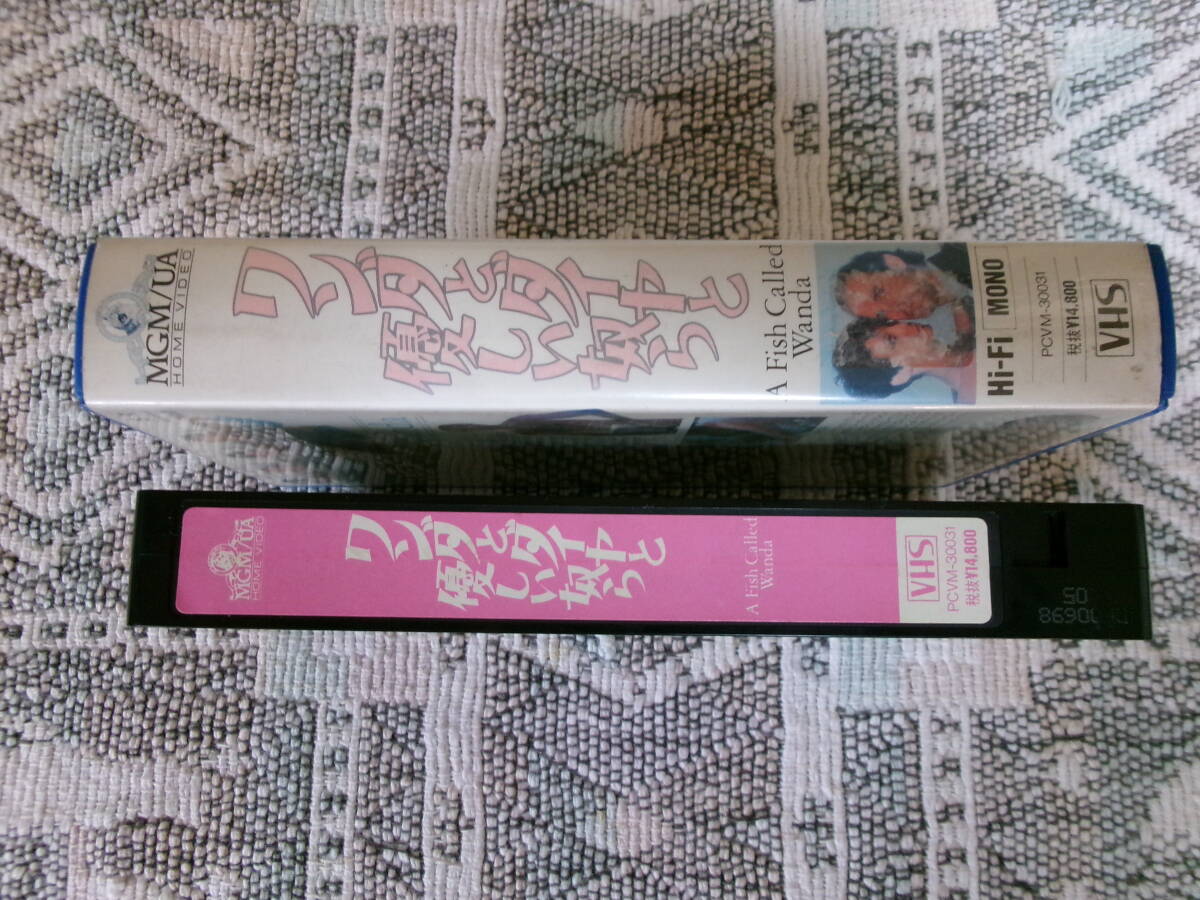 MGM/UA
HOME VIDEO
ワンダとダイヤと
優しい奴ら
A Fish Called
Wanda
Hi-Fi MONO
PCVM-30031
税抜¥14,800
VHS
MGM/UA
HOME VIDEO
ワンダとダイヤと
優しい奴ら
A Fish Called
Wanda
VHS
PCVM-30031
税抜¥14,800